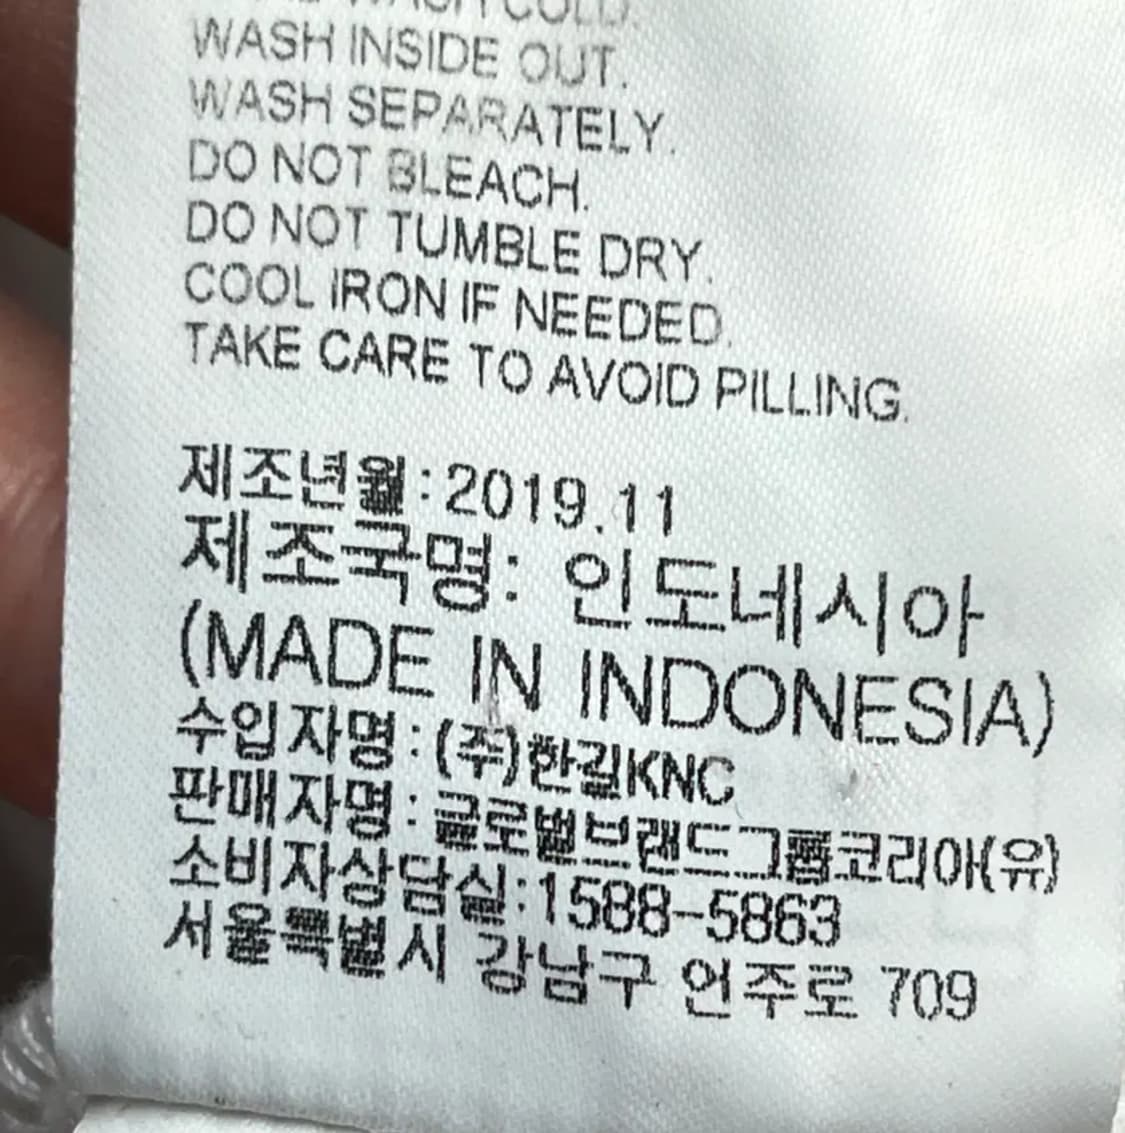 WASH COLD.
WASH INSIDE OUT.
WASH SEPARATELY.
DO NOT BLEACH.
DO NOT TUMBLE DRY.
COOL IRON IF NEEDED.
TAKE CARE TO AVOID PILLING.
제조년월:2019.11
제조국명: 인도네시아
(MADE IN INDONESIA)
수입자명:(주)한길KNC
판매자명:글로벌브랜드그룹코리아(유)
소비자상담실:1588-5863
서울특별시 강남구 언주로 709